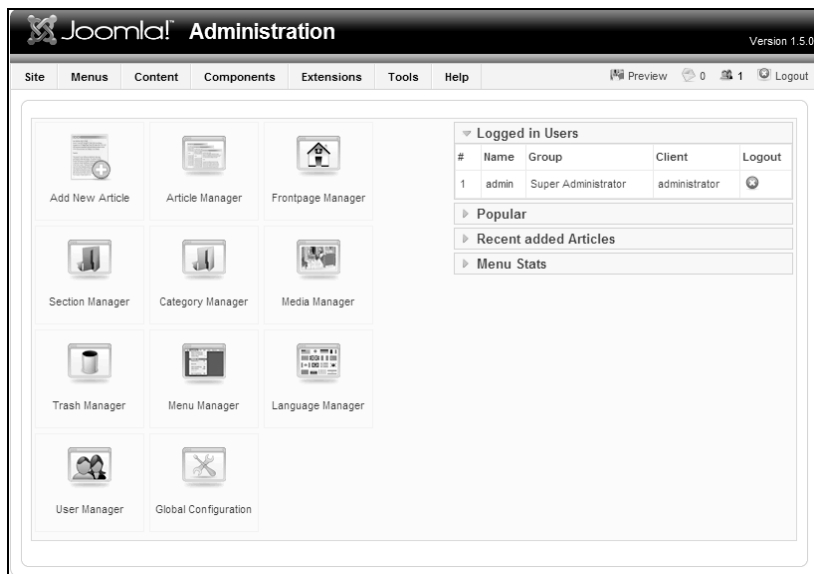 Joomla! Administration
Version 1.5.0
Site Menus Content Components Extensions Tools Help Preview 0 1 Logout
Add New Article Article Manager Frontpage Manager
Section Manager Category Manager Media Manager
Trash Manager Menu Manager Language Manager
User Manager Global Configuration
Logged in Users
# Name Group Client Logout
1 admin Super Administrator administrator
Popular
Recent added Articles
Menu Stats